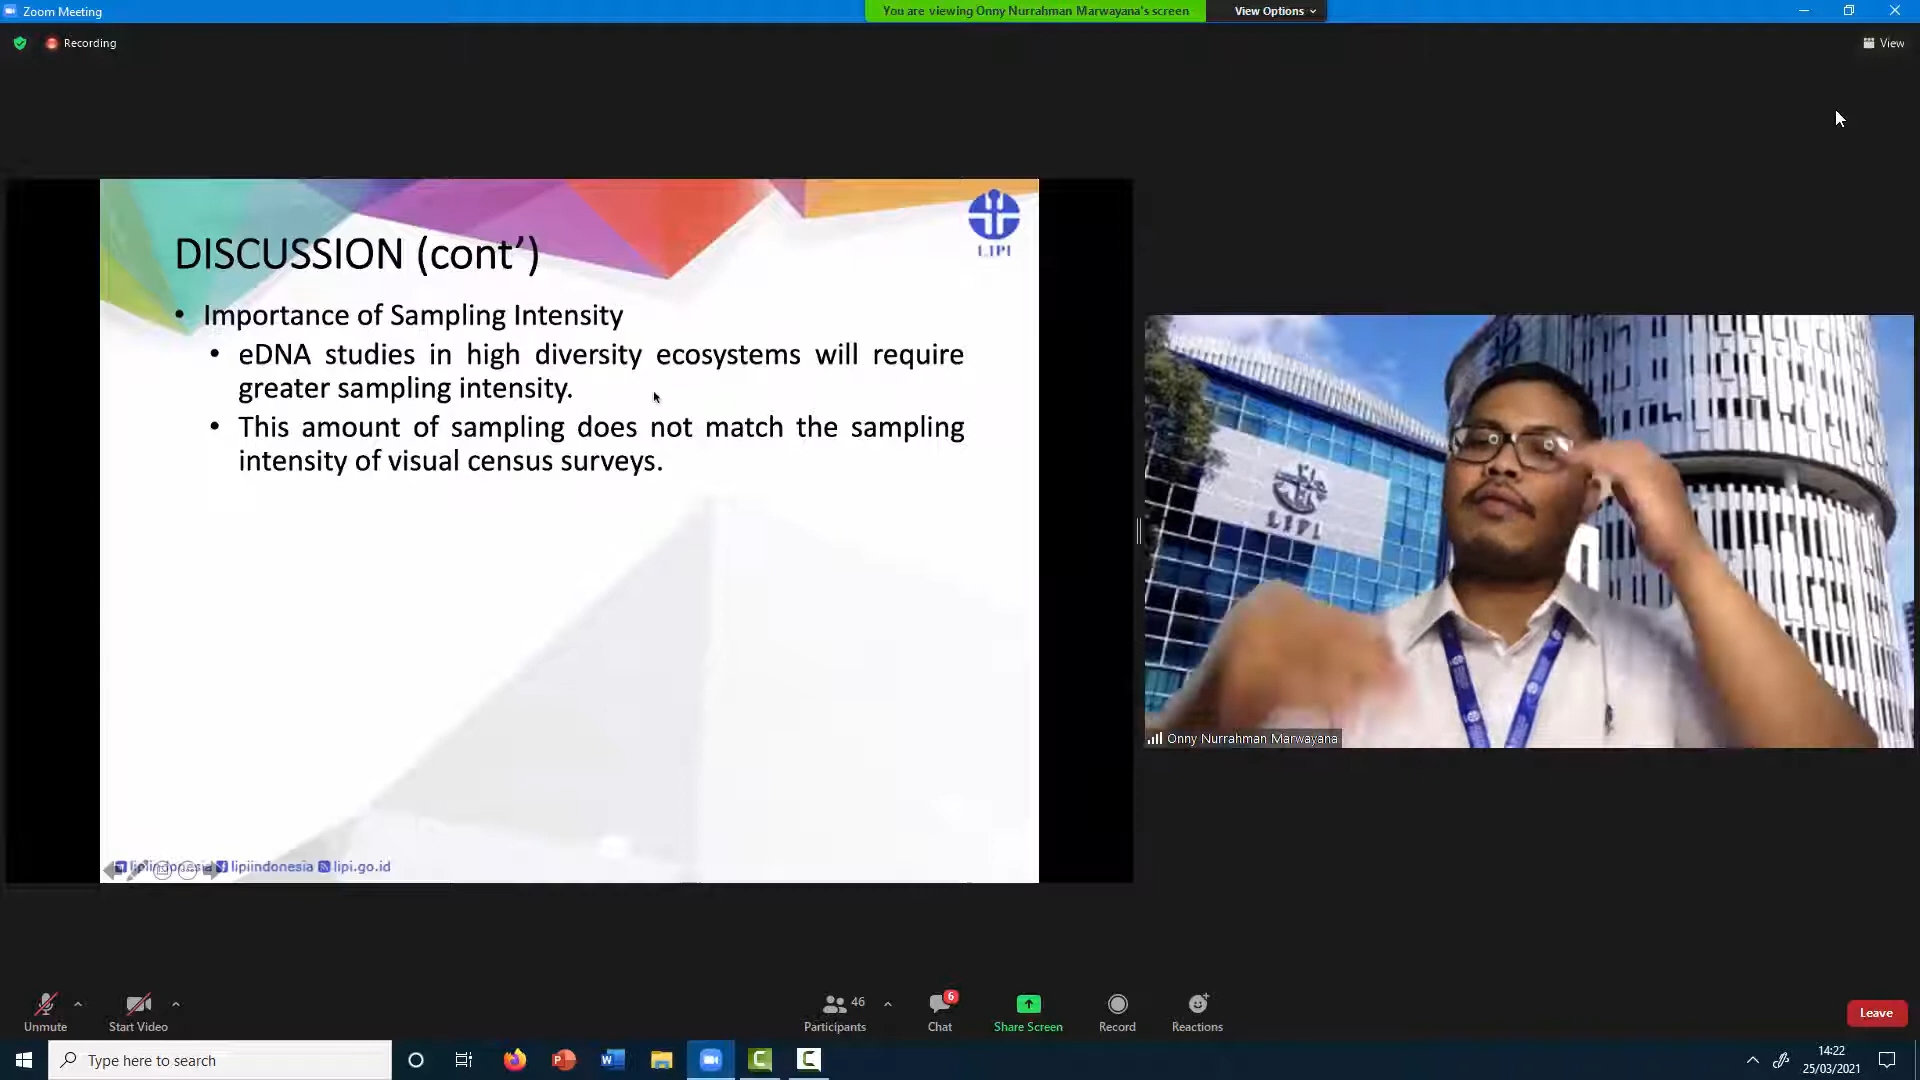 Zoom Meeting
You are viewing Onny Nurrahman Marwayana's screen
View Options
Recording
View
LIPI
DISCUSSION (cont’)
• Importance of Sampling Intensity
• eDNA studies in high diversity ecosystems will require
greater sampling intensity.
• This amount of sampling does not match the sampling
intensity of visual census surveys.
LIPI
Onny Nurrahman Marwayana
lipiindonesia lipiindonesia lipi.go.id
Unmute
Start Video
46
Participants
6
Chat
Share Screen
Record
Reactions
Leave
Type here to search
14:22
25/03/2021